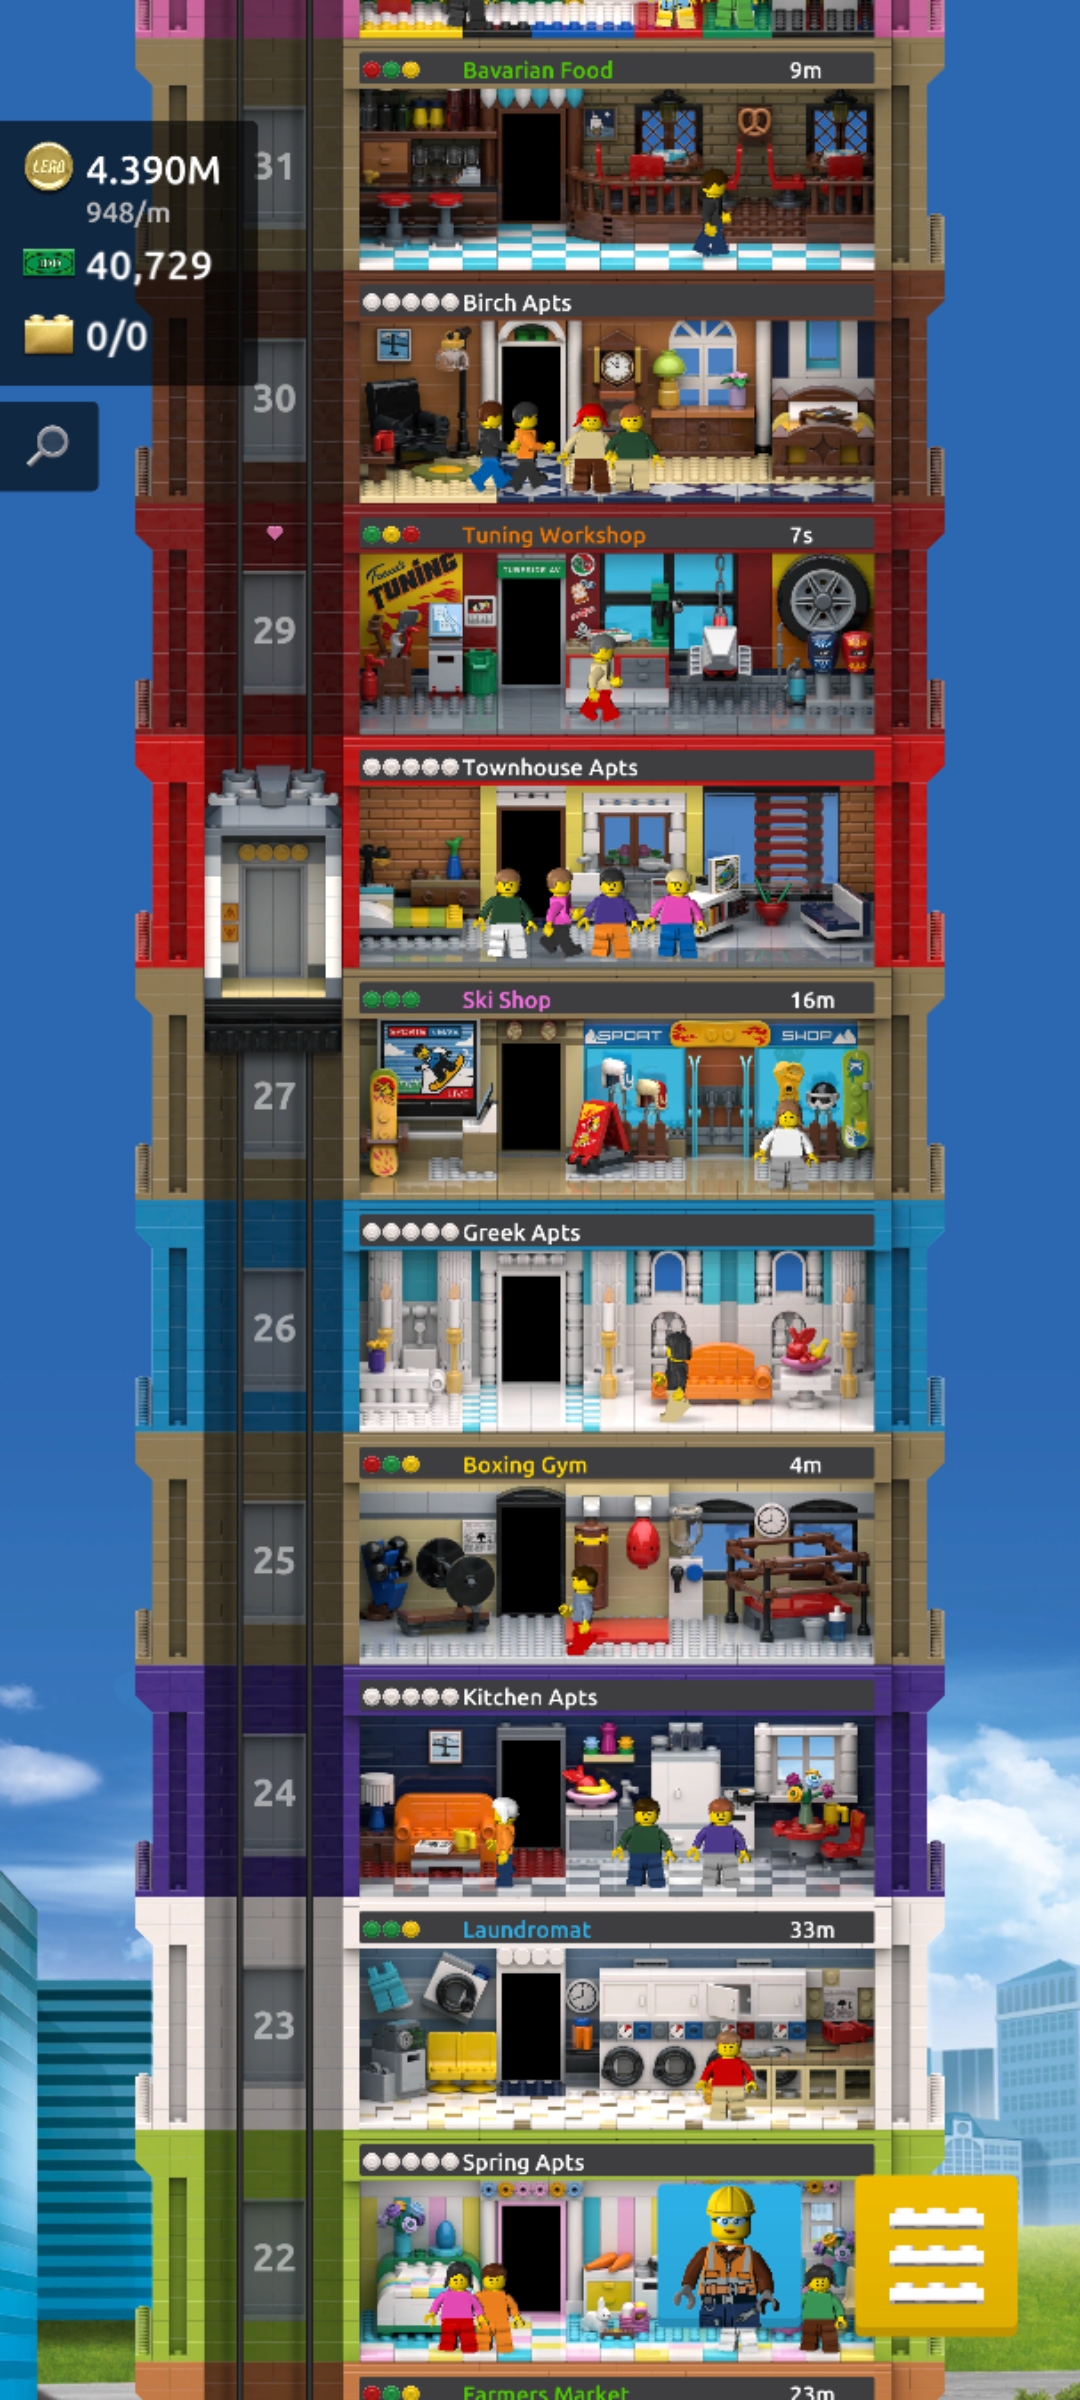 Bavarian Food 9m
LEGO 4.390M
31
948/m
40,729
0/0
Birch Apts
30
Tuning Workshop 7s
TUNING
29
Townhouse Apts
Ski Shop 16m
SPORT SHOP
LIVE
27
Greek Apts
26
Boxing Gym 4m
25
Kitchen Apts
24
Laundromat 33m
23
Spring Apts
22
Farmers Market 23m